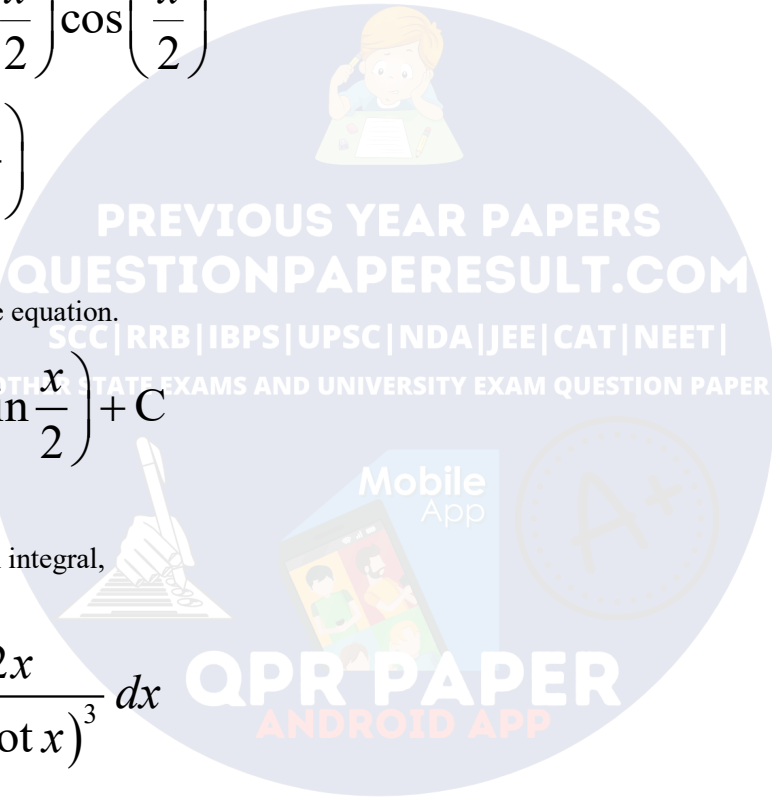 2 ) cos( 2 )
)
PREVIOUS YEAR PAPERS
QUESTIONPAPERESULT.COM
equation.
SCC|RRB|IBPS|UPSC|NDA|JEE|CAT|NEET|
STATE EXAMS AND UNIVERSITY EXAM QUESTION PAPER
x/2 ) + C
Mobile
App
A+
integral,
2x
dx
ot x)^3
QPR PAPER
ANDROID APP